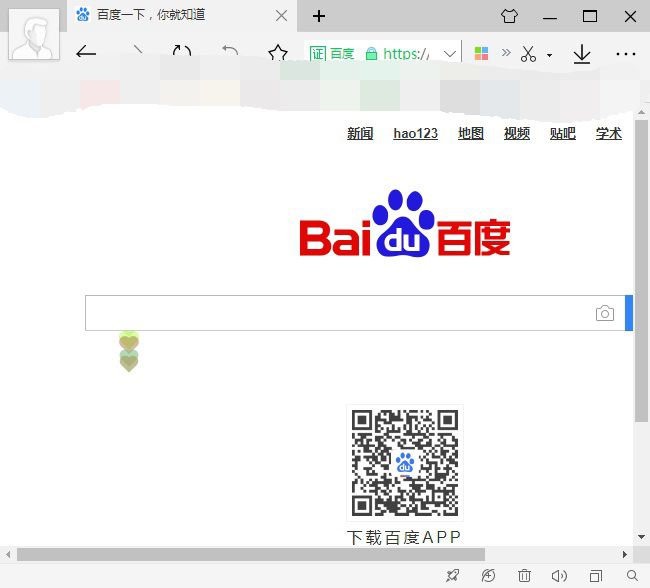 百度一下，你就知道
证 百度 https:/
新闻 hao123 地图 视频 贴吧 学术
Bai du 百度
du
下载百度APP